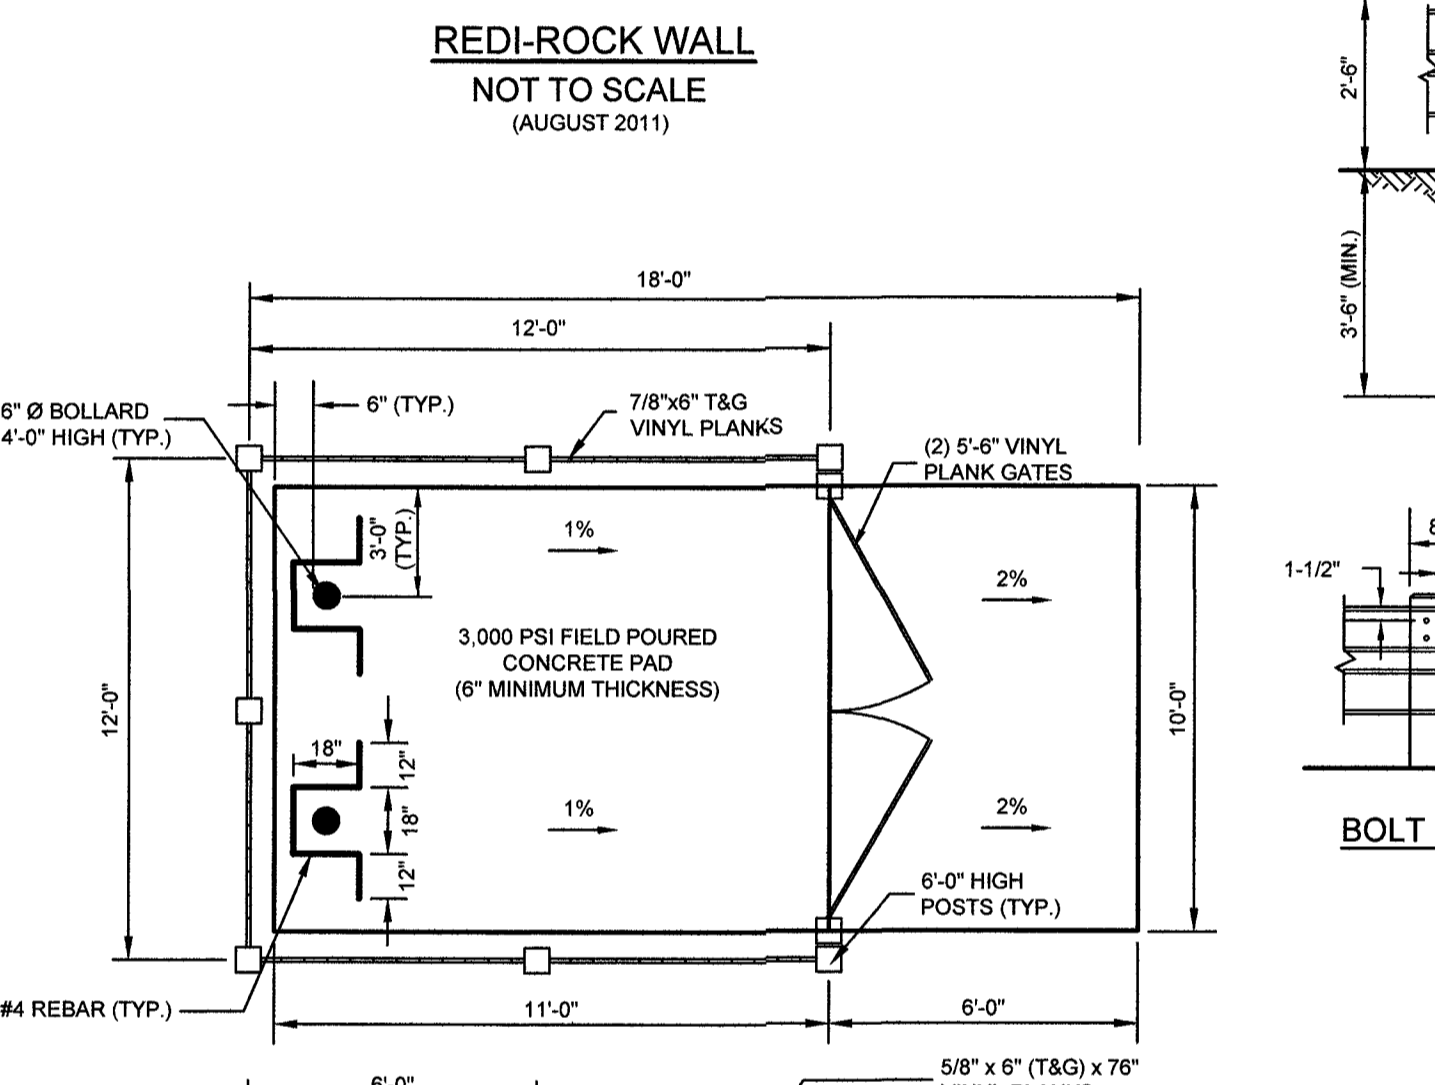 REDI-ROCK WALL
NOT TO SCALE
(AUGUST 2011)
2'-6"
3'-6" (MIN.)
18'-0"
12'-0"
6" (TYP.)
6" Ø BOLLARD
4'-0" HIGH (TYP.)
7/8"x6" T&G
VINYL PLANKS
(2) 5'-6" VINYL
PLANK GATES
3'-0"
(TYP.)
1%
2%
1-1/2"
3,000 PSI FIELD POURED
CONCRETE PAD
(6" MINIMUM THICKNESS)
12'-0"
10'-0"
18"
12"
18"
12"
1%
2%
BOLT
6'-0" HIGH
POSTS (TYP.)
#4 REBAR (TYP.)
11'-0"
6'-0"
5/8" x 6" (T&G) x 76"
6'-0"